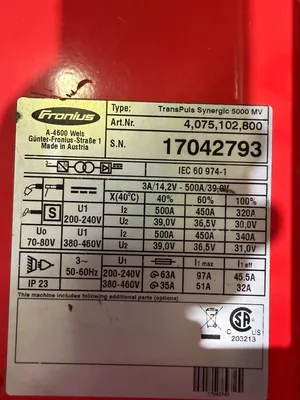 Fronius
A-4600 Wels
Günter-Fronius-Straße 1
Made in Austria
Type: TransPuls Synergic 5000 MV
Art.Nr. 4,075,102,800
S.N. 17042793
IEC 60 974-1
3A/14,2V - 500A/39,0V
X(40°C) 40% 60% 100%
S U1 200-240V I2 500A 450A 320A
U2 39,0V 36,5V 30,0V
Uo 70-80V U1 380-460V I2 500A 450A 340A
U2 39,0V 36,5V 31,0V
3~ 50-60Hz U1 I1 max I1 eff
200-240V 63A 97A 45.5A
IP 23 380-460V 35A 51A 32A
This machine includes following additional parts (options)
C US
203213
17042793